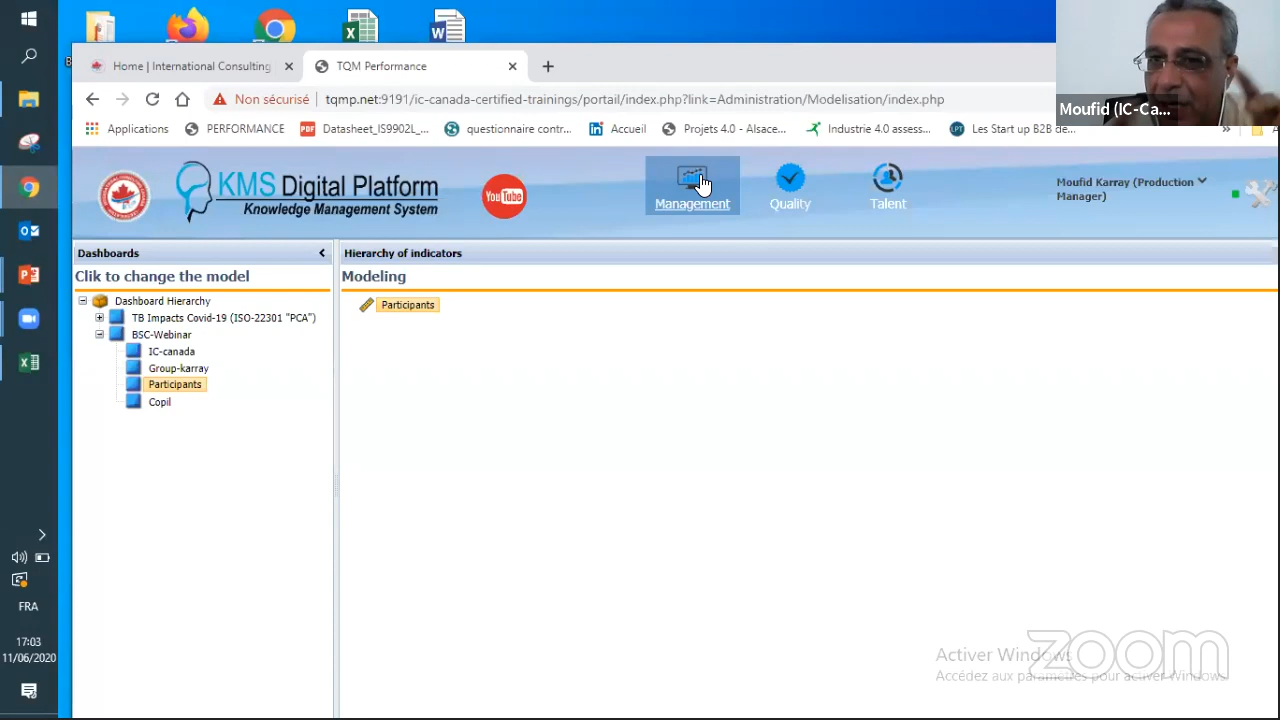 Home | International Consulting
TQM Performance
Non sécurisé
tqmp.net:9191/ic-canada-certified-trainings/portail/index.php?link=Administration/Modelisation/index.php
Moufid (IC-Ca...
Applications
PERFORMANCE
Datasheet_IS9902L_...
questionnaire contr...
Accueil
Projets 4.0 - Alsace...
Industrie 4.0 assess...
Les Start up B2B de...
KMS Digital Platform
Knowledge Management System
YouTube
Management
Quality
Talent
Moufid Karray (Production Manager)
Dashboards
Hierarchy of indicators
Clik to change the model
Modeling
Dashboard Hierarchy
Participants
TB Impacts Covid-19 (ISO-22301 "PCA")
BSC-Webinar
IC-canada
Group-karray
Participants
Copil
FRA
17:03
11/06/2020
Activer Windows
Accédez aux paramètres pour activer Windows.
zoom